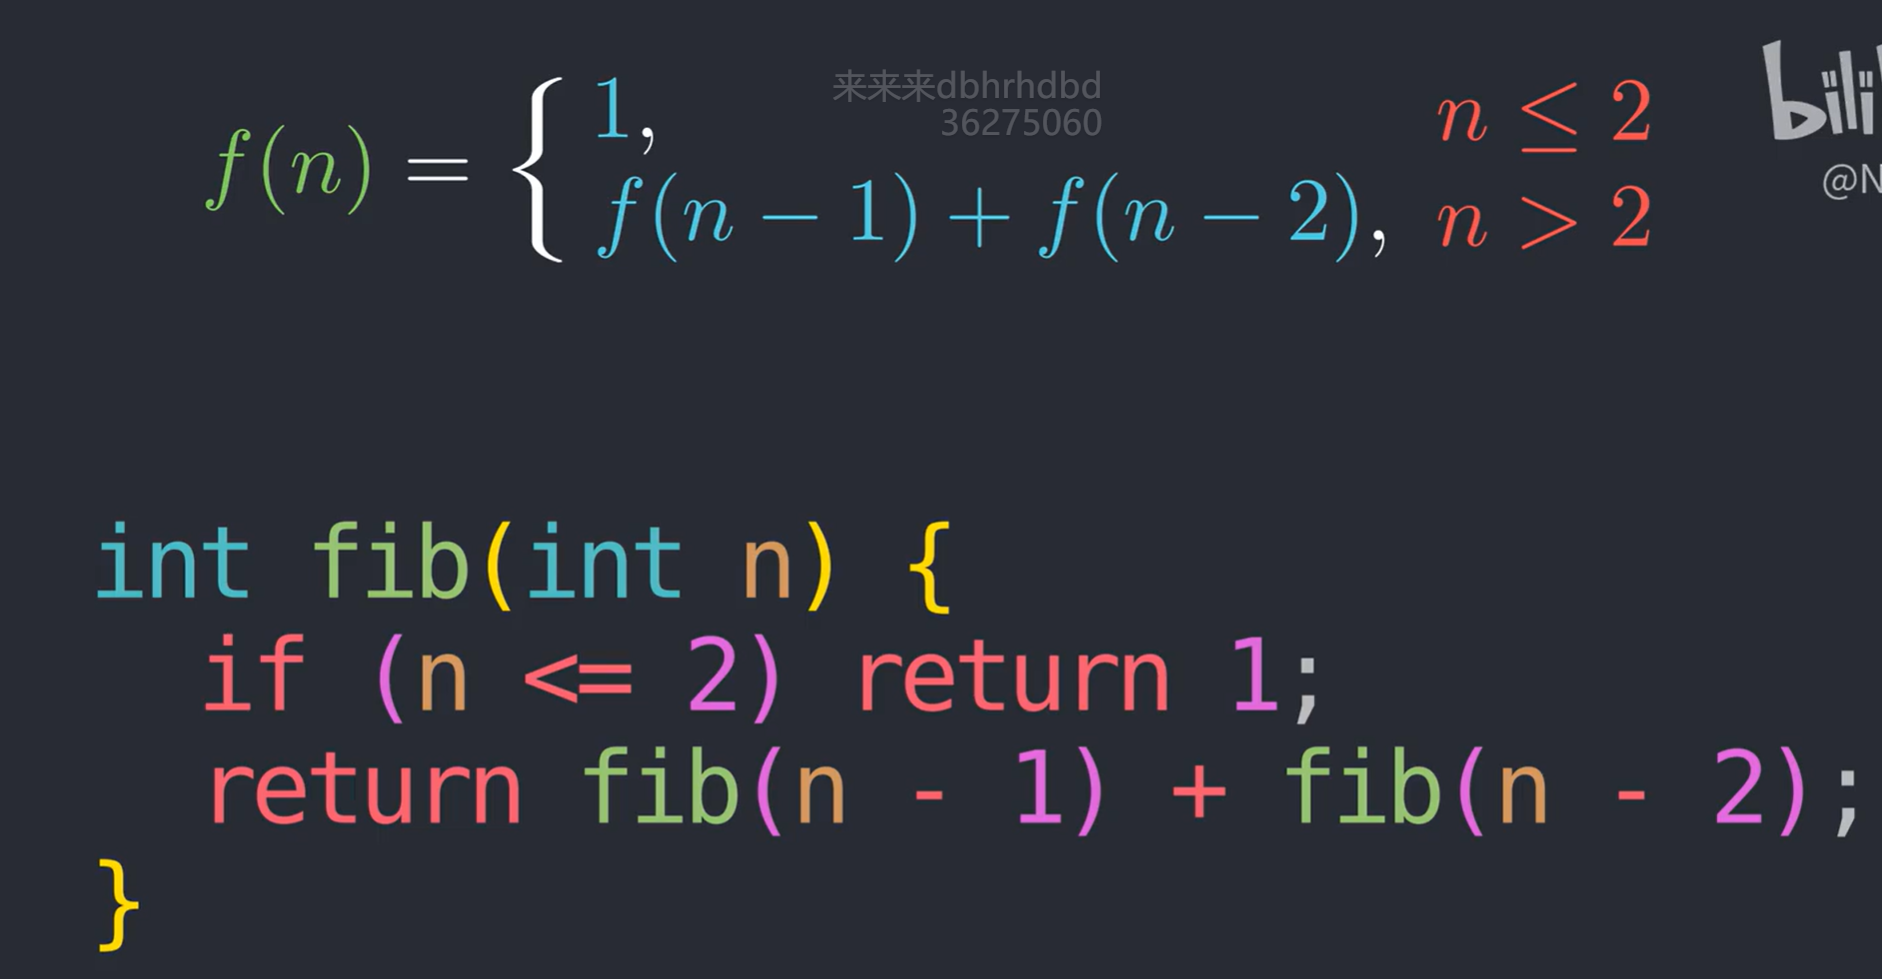 来来来dbhrhdbd
36275060
bili
@N
f(n) = { 1, n ≤ 2
f(n − 1) + f(n − 2), n > 2
int fib(int n) {
if (n <= 2) return 1;
return fib(n - 1) + fib(n - 2);
}